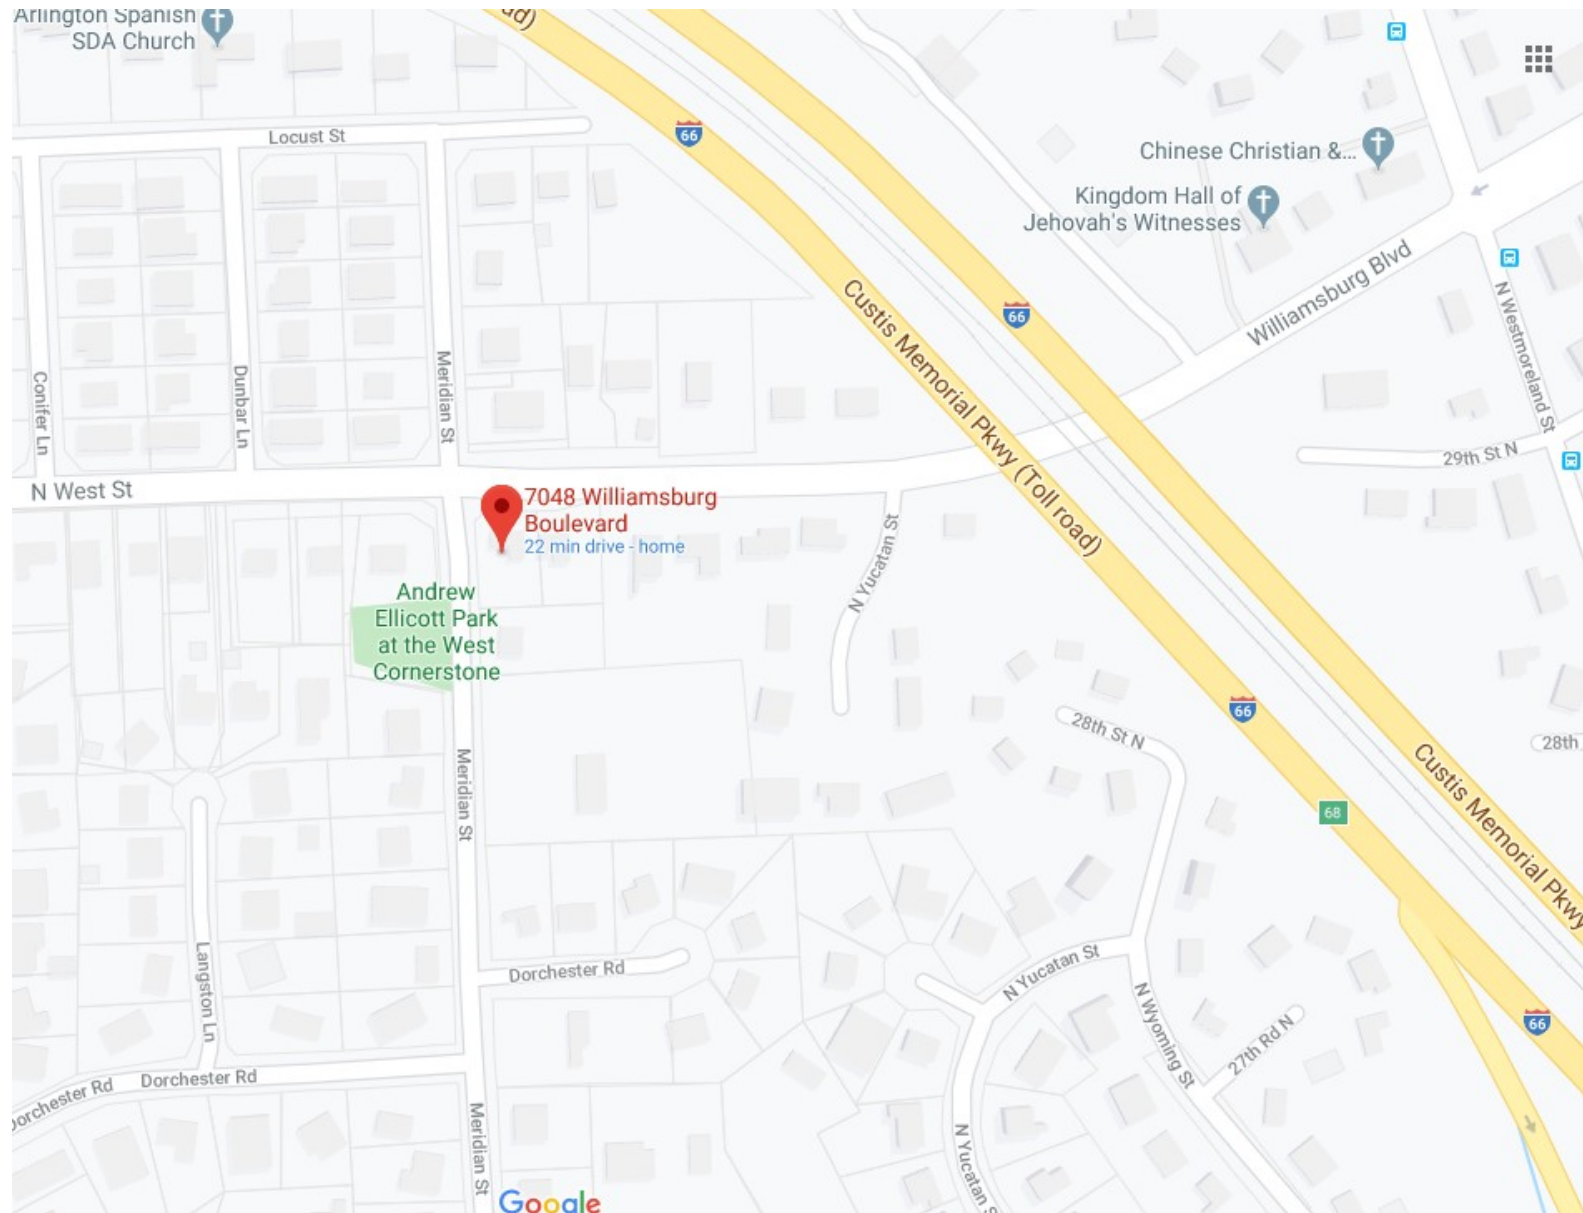 Arlington Spanish
SDA Church
Locust St
66
Chinese Christian &...
Kingdom Hall of
Jehovah's Witnesses
Williamsburg Blvd
N Westmoreland St
66
Custis Memorial Pkwy (Toll road)
Conifer Ln
Dunbar Ln
Meridian St
29th St N
N West St
7048 Williamsburg
Boulevard
22 min drive - home
N Yucatan St
Andrew
Ellicott Park
at the West
Cornerstone
66
28th St N
28th
Meridian St
68
Custis Memorial Pkwy
Langston Ln
Dorchester Rd
N Yucatan St
N Wyoming St
27th Rd N
66
Dorchester Rd
Dorchester Rd
Meridian St
N Yucatan S
Google